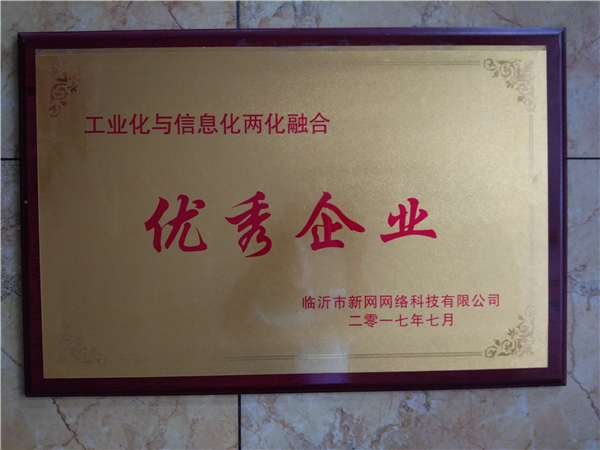 工业化与信息化两化融合
优秀企业
临沂市新网网络科技有限公司
二零一七年七月